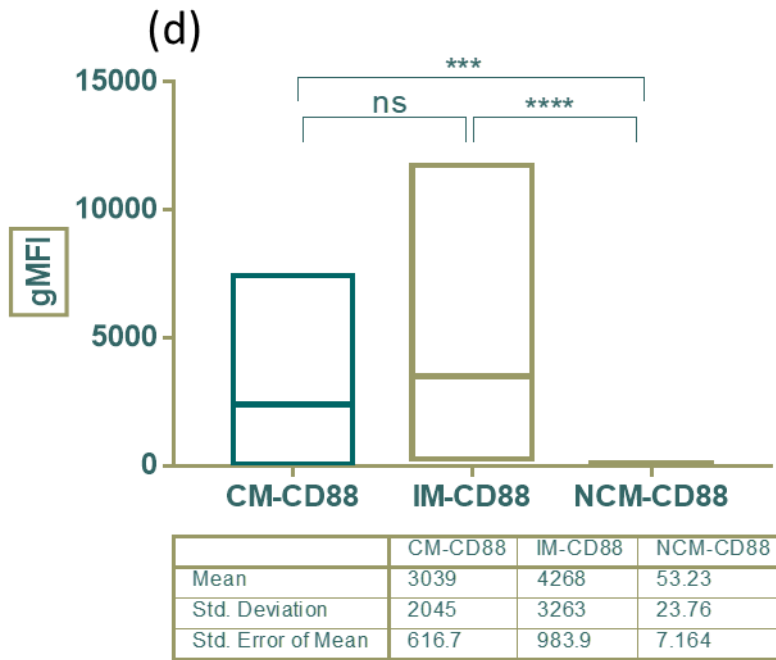 (d)
15000
10000
5000
0
gMFI
***
ns
****
CM-CD88 IM-CD88 NCM-CD88
CM-CD88 IM-CD88 NCM-CD88
Mean 3039 4268 53.23
Std. Deviation 2045 3263 23.76
Std. Error of Mean 616.7 983.9 7.164